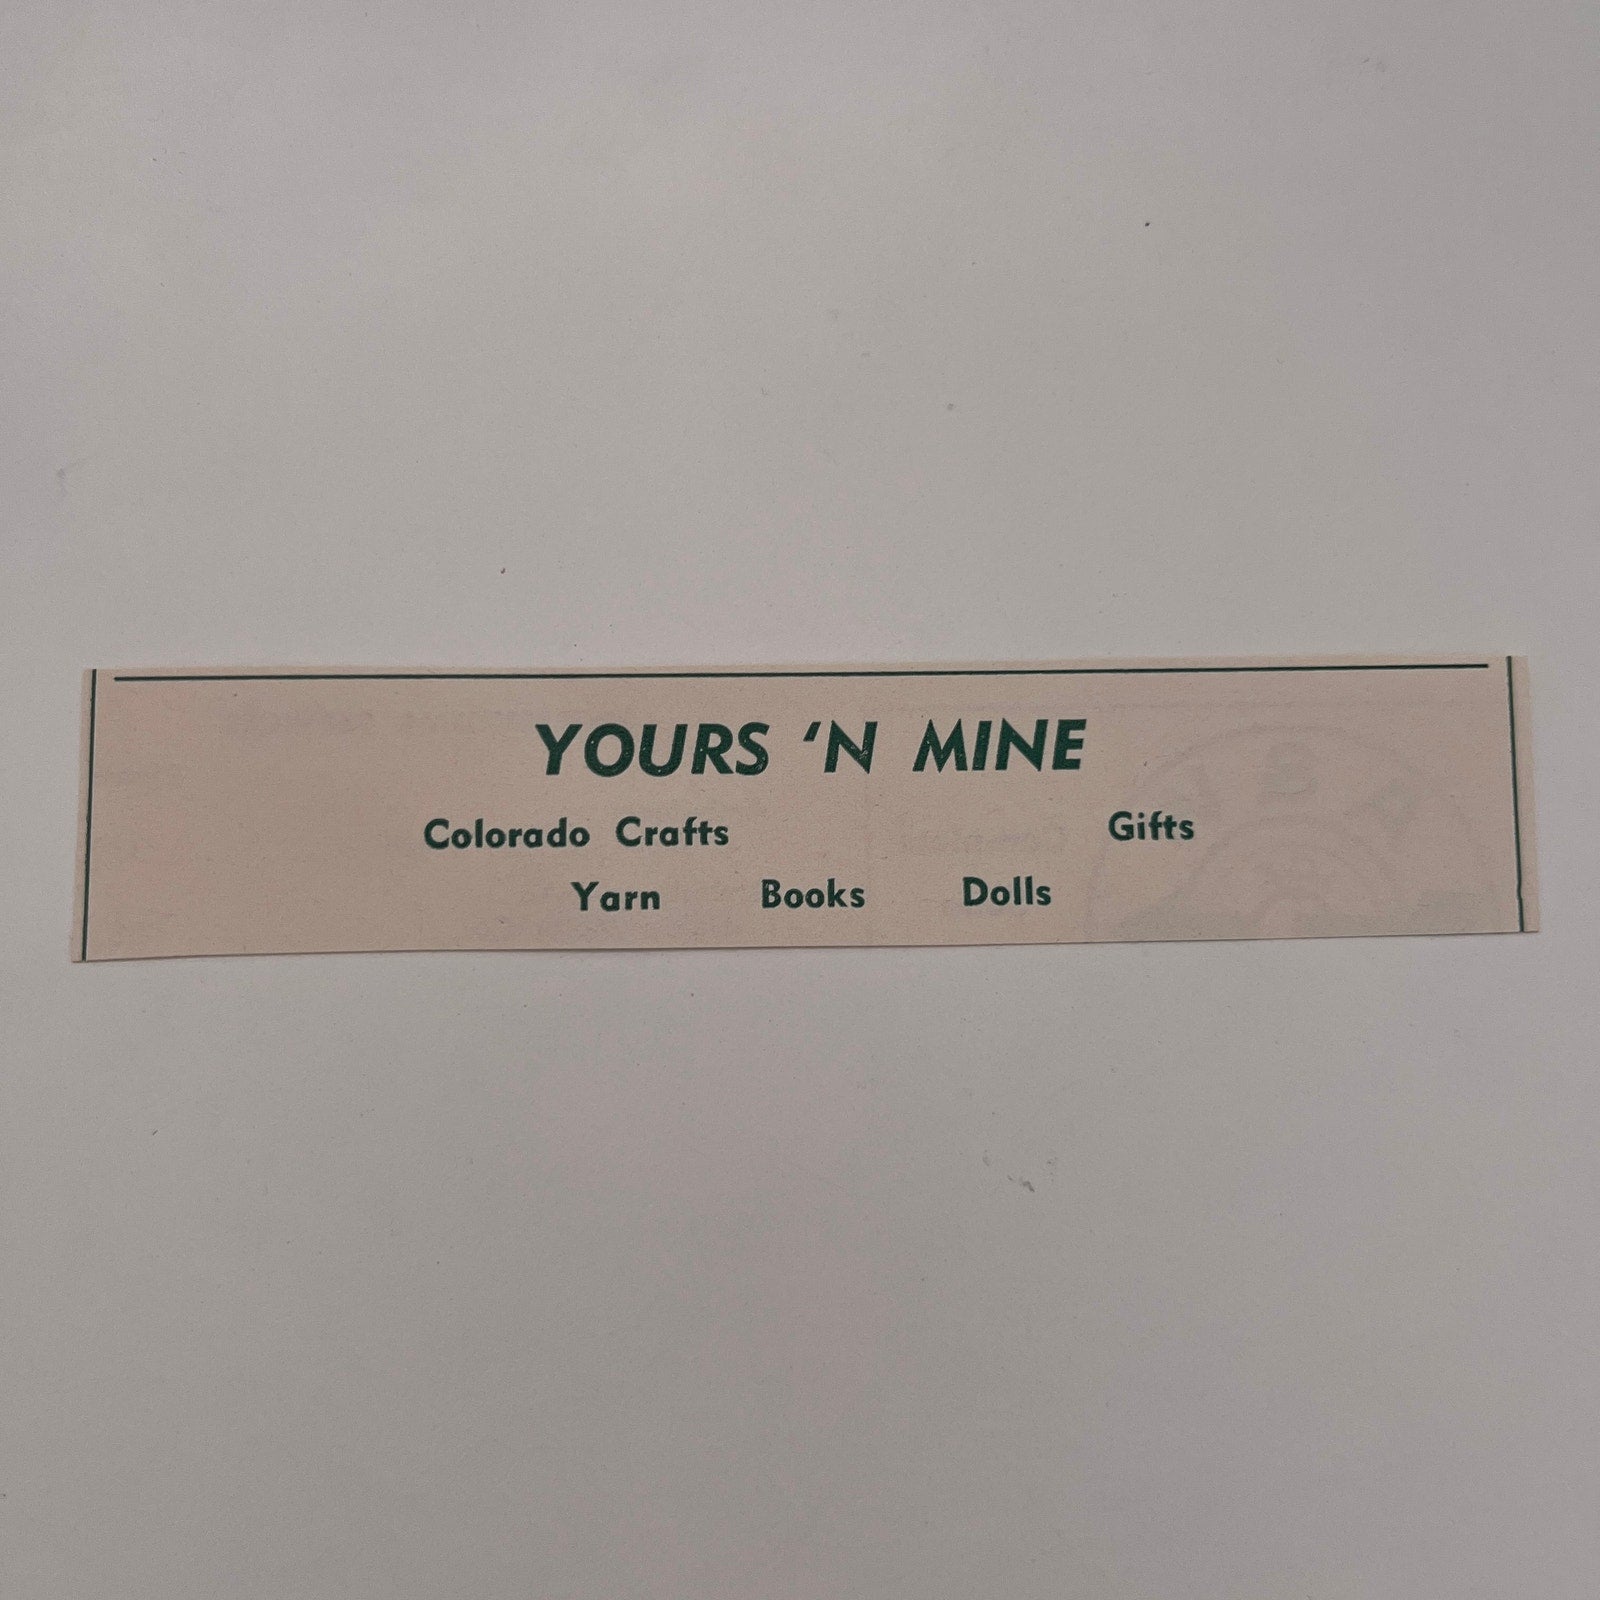 YOURS 'N MINE
Colorado Crafts Gifts
Yarn Books Dolls